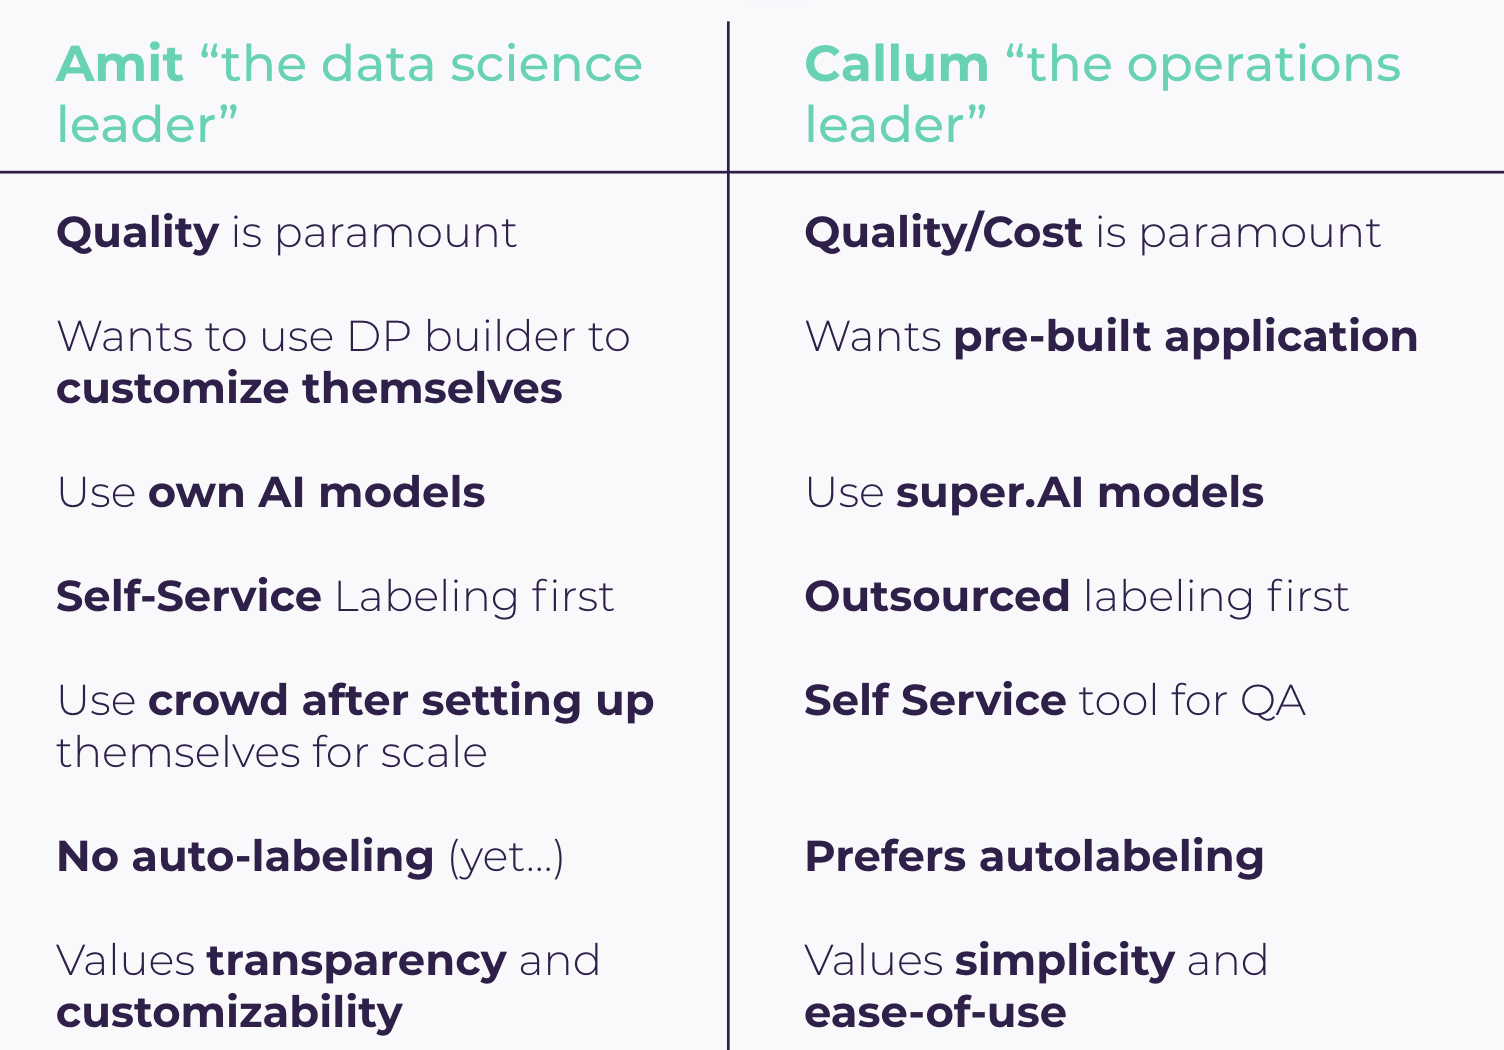 Amit “the data science
leader”
Callum “the operations
leader”
Quality is paramount
Quality/Cost is paramount
Wants to use DP builder to
customize themselves
Wants pre-built application
Use own AI models
Use super.AI models
Self-Service Labeling first
Outsourced labeling first
Use crowd after setting up
themselves for scale
Self Service tool for QA
No auto-labeling (yet...)
Prefers autolabeling
Values transparency and
customizability
Values simplicity and
ease-of-use